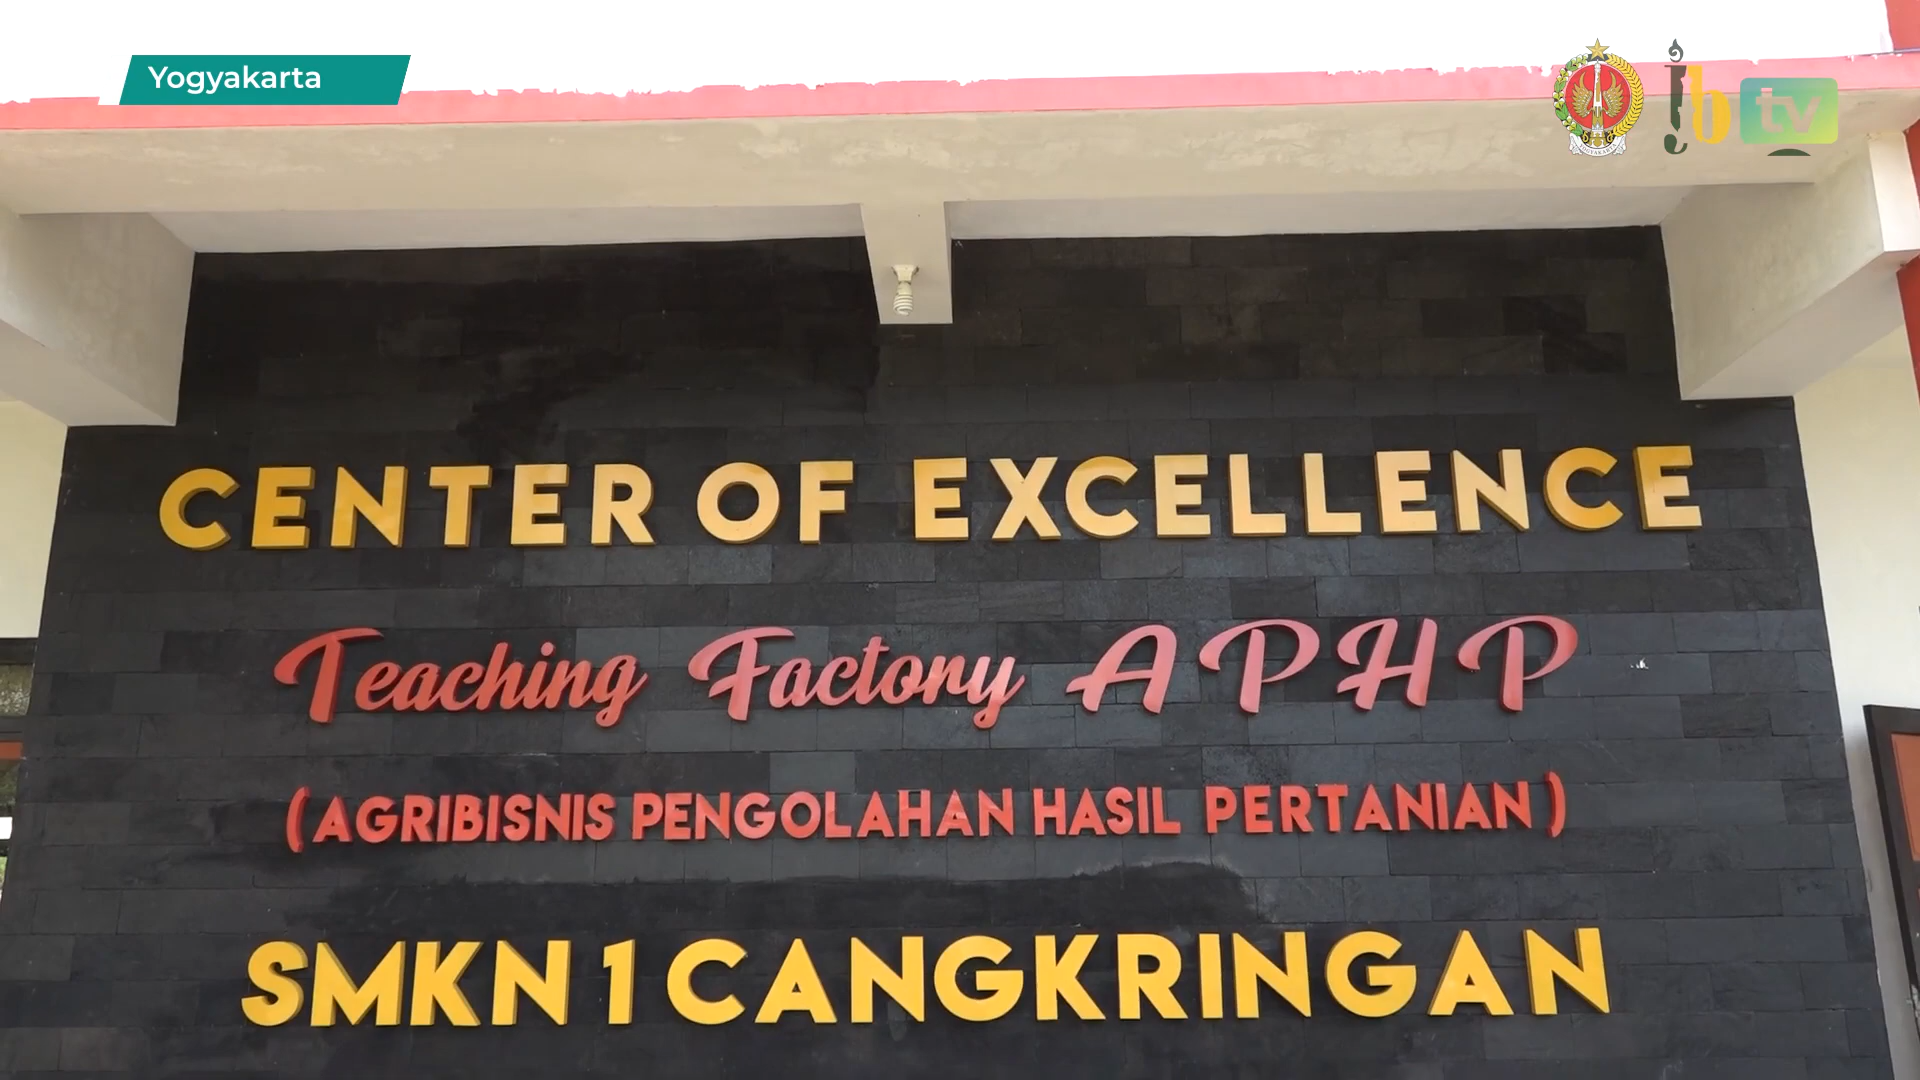 Yogyakarta
jb tv
CENTER OF EXCELLENCE
Teaching Factory APHP
(AGRIBISNIS PENGOLAHAN HASIL PERTANIAN)
SMKN 1 CANGKRINGAN